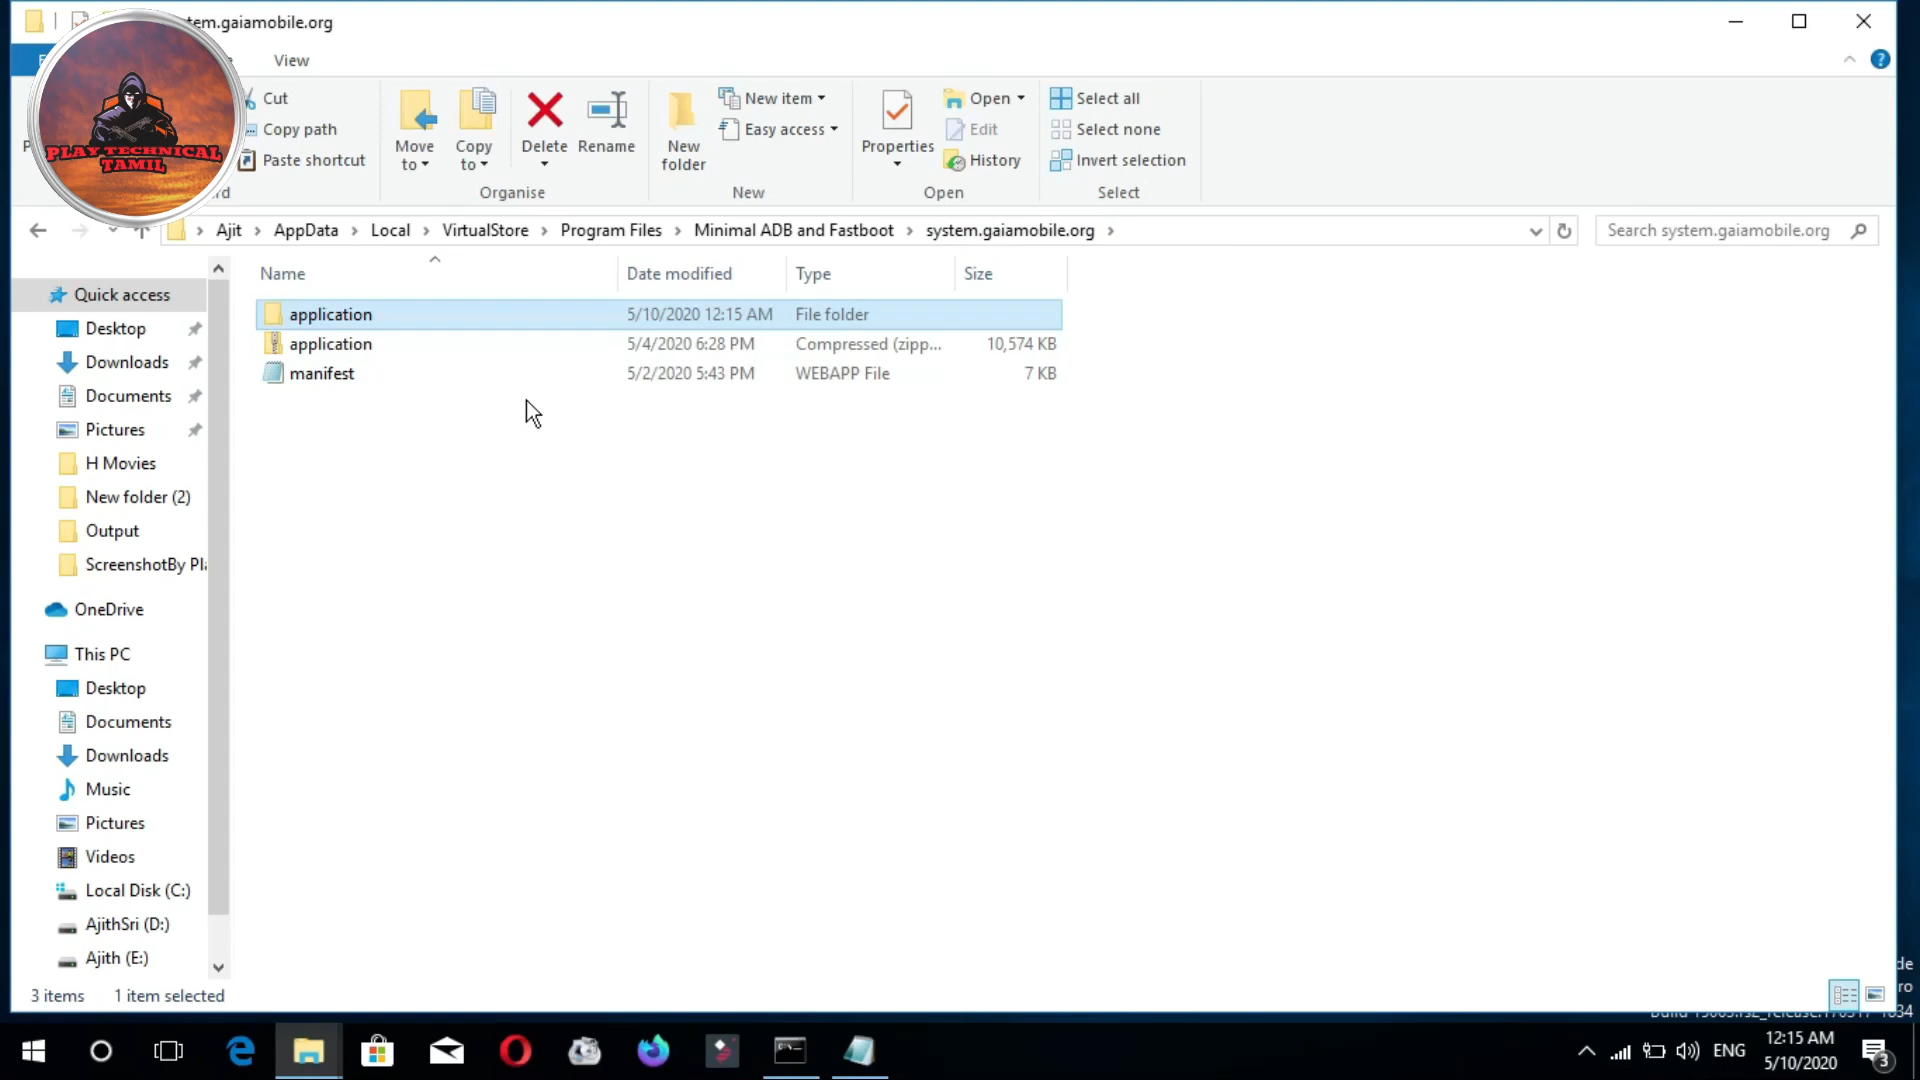 tem.gaiamobile.org
View
Cut
Copy path
Paste shortcut
Move to
Copy to
Delete
Rename
Organise
New folder
New item
Easy access
New
Properties
Open
Edit
History
Open
Select all
Select none
Invert selection
Select
PLAY TECHNICAL
TAMIL
Ajit > AppData > Local > VirtualStore > Program Files > Minimal ADB and Fastboot > system.gaiamobile.org >
Search system.gaiamobile.org
Name Date modified Type Size
application 5/10/2020 12:15 AM File folder
application 5/4/2020 6:28 PM Compressed (zipp... 10,574 KB
manifest 5/2/2020 5:43 PM WEBAPP File 7 KB
Quick access
Desktop
Downloads
Documents
Pictures
H Movies
New folder (2)
Output
ScreenshotBy Pla
OneDrive
This PC
Desktop
Documents
Downloads
Music
Pictures
Videos
Local Disk (C:)
AjithSri (D:)
Ajith (E:)
3 items 1 item selected
de
ro
ENG
12:15 AM
5/10/2020
3